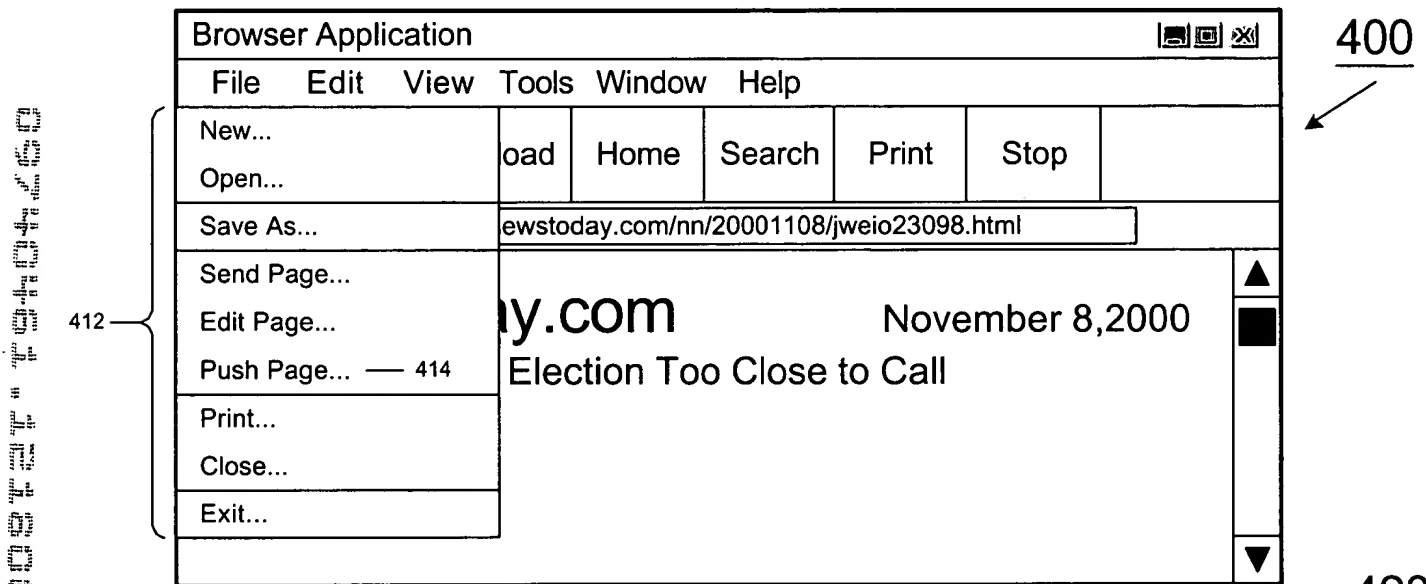 Browser Application
400
File Edit View Tools Window Help
New...
oad Home Search Print Stop
Open...
Save As...
ewstoday.com/nn/20001108/jweio23098.html
Send Page...
ay.com November 8,2000
412
Edit Page...
Push Page... — 414
Election Too Close to Call
Print...
Close...
Exit...